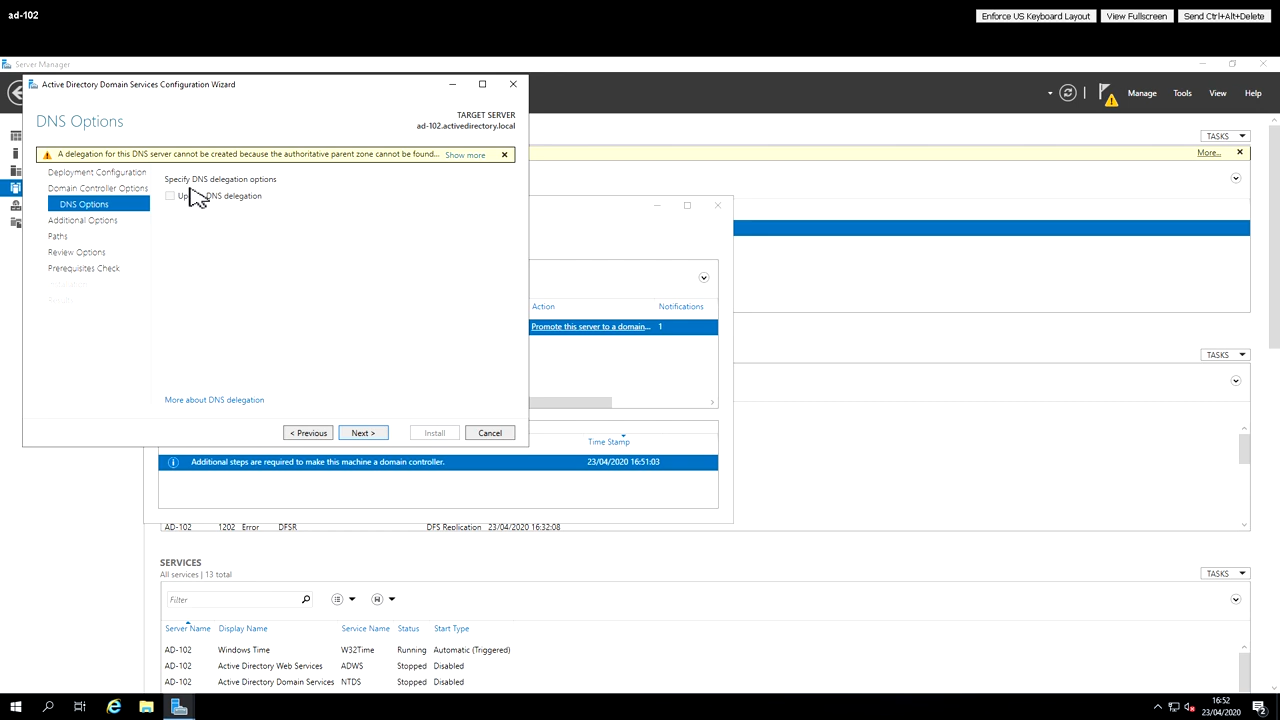 ad-102
Enforce US Keyboard Layout
View Fullscreen
Send Ctrl+Alt+Delete
Server Manager
Manage
Tools
View
Help
Active Directory Domain Services Configuration Wizard
DNS Options
TARGET SERVER
ad-102.activedirectory.local
A delegation for this DNS server cannot be created because the authoritative parent zone cannot be found...
Show more
Deployment Configuration
Domain Controller Options
DNS Options
Additional Options
Paths
Review Options
Prerequisites Check
Specify DNS delegation options
DNS delegation
More about DNS delegation
< Previous
Next >
Install
Cancel
TASKS
More...
Action
Notifications
Promote this server to a domain...
1
TASKS
Time Stamp
Additional steps are required to make this machine a domain controller.
23/04/2020 16:51:03
AD-102 1202 Error DFSR DFS Replication 23/04/2020 16:32:08
SERVICES
All services | 13 total
TASKS
Filter
Server Name Display Name Service Name Status Start Type
AD-102 Windows Time W32Time Running Automatic (Triggered)
AD-102 Active Directory Web Services ADWS Stopped Disabled
AD-102 Active Directory Domain Services NTDS Stopped Disabled
16:52
23/04/2020
2